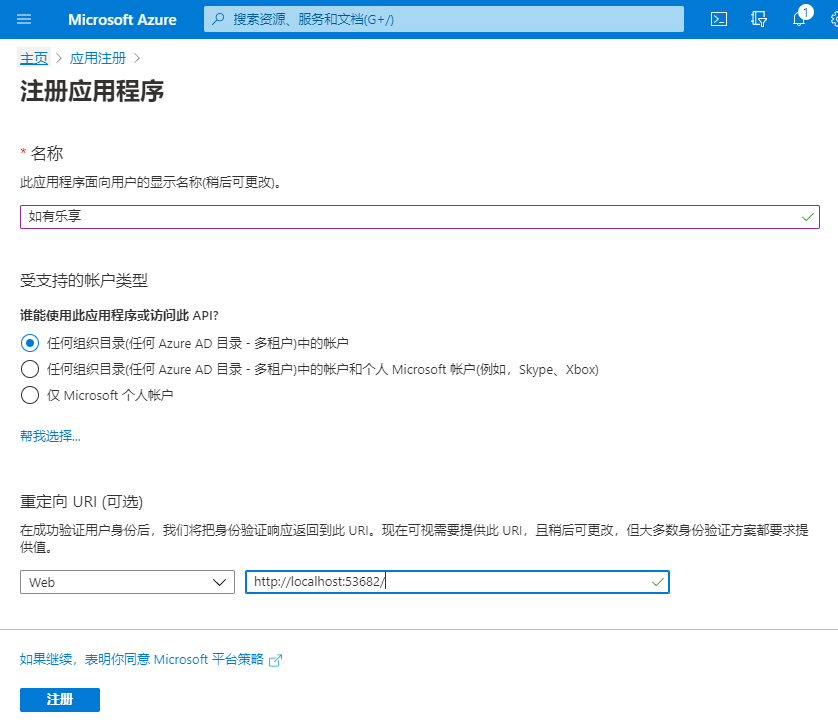 Microsoft Azure
搜索资源、服务和文档(G+/)
1
主页 > 应用注册 >
注册应用程序
* 名称
此应用程序面向用户的显示名称(稍后可更改)。
如有乐享
受支持的帐户类型
谁能使用此应用程序或访问此 API?
任何组织目录(任何 Azure AD 目录 - 多租户)中的帐户
任何组织目录(任何 Azure AD 目录 - 多租户)中的帐户和个人 Microsoft 帐户(例如，Skype、Xbox)
仅 Microsoft 个人帐户
帮我选择...
重定向 URI (可选)
在成功验证用户身份后，我们将把身份验证响应返回到此 URI。现在可视需要提供此 URI，且稍后可更改，但大多数身份验证方案都要求提
供值。
Web
http://localhost:53682/
如果继续，表明你同意 Microsoft 平台策略
注册